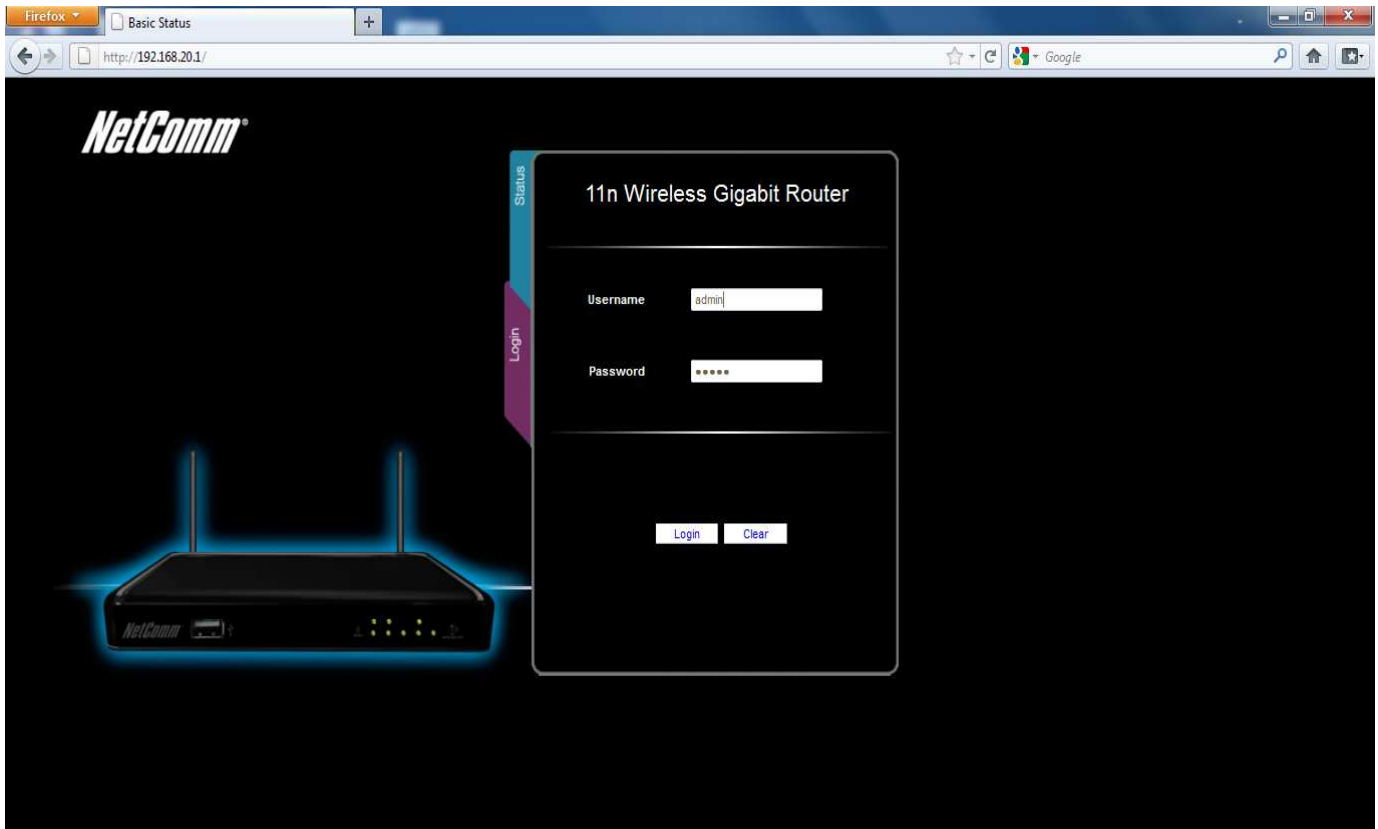 Firefox
Basic Status
http://192.168.20.1/
Google
NetComm®
Status
11n Wireless Gigabit Router
Username
admin
Login
Password
•••••
Login Clear
NetComm